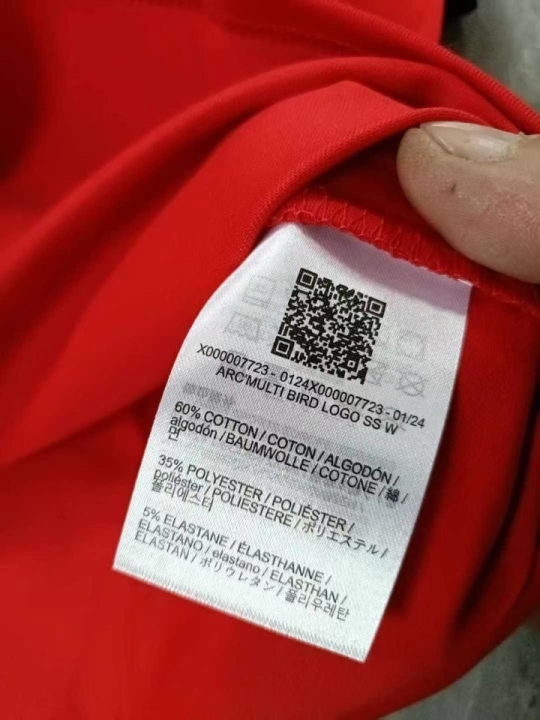 X000007723 - 0124X000007723 - 01/24
ARC'MULTI BIRD LOGO SS W
60% COTTON / COTON / ALGODÓN /
algodón / BAUMWOLLE / COTONE / 綿 /
면
35% POLYESTER / POLIÉSTER /
poliéster / POLIESTERE / ポリエステル /
폴리에스터
5% ELASTANE / ÉLASTHANNE /
ELASTANO / elastano / ELASTHAN /
ELASTAN / ポリウレタン / 폴리우레탄